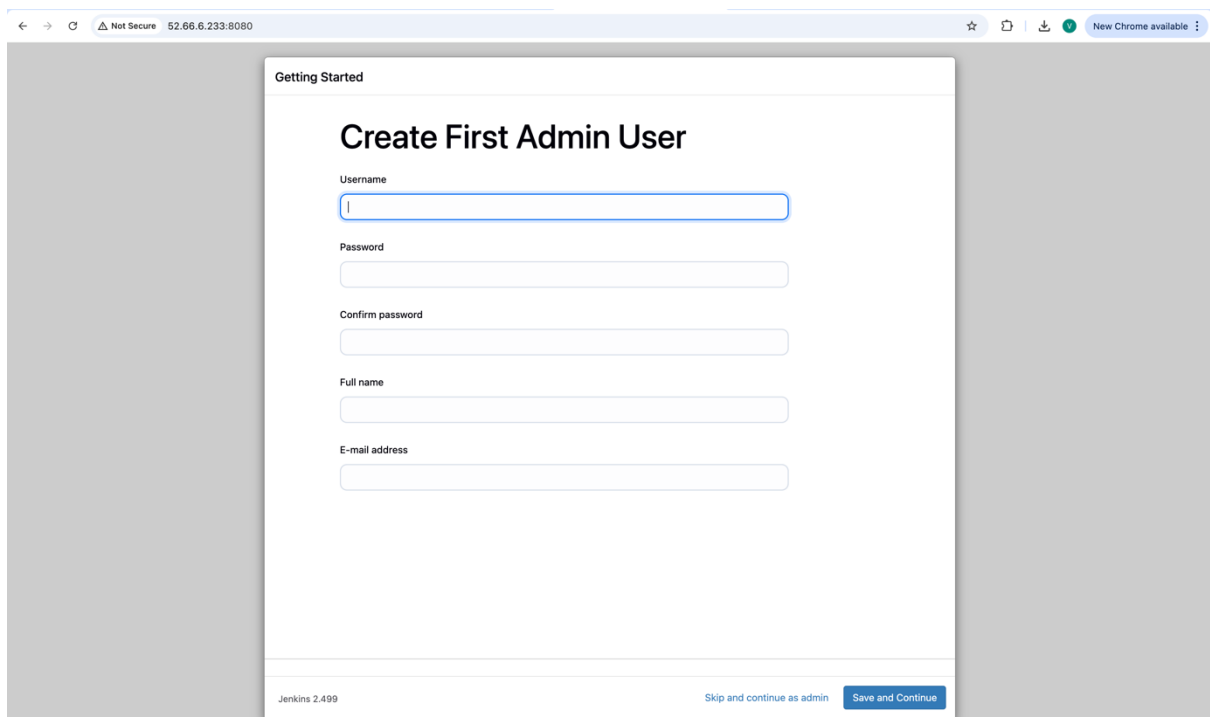 Not Secure 52.66.6.233:8080
V
New Chrome available
Getting Started
Create First Admin User
Username
Password
Confirm password
Full name
E-mail address
Jenkins 2.499
Skip and continue as admin
Save and Continue